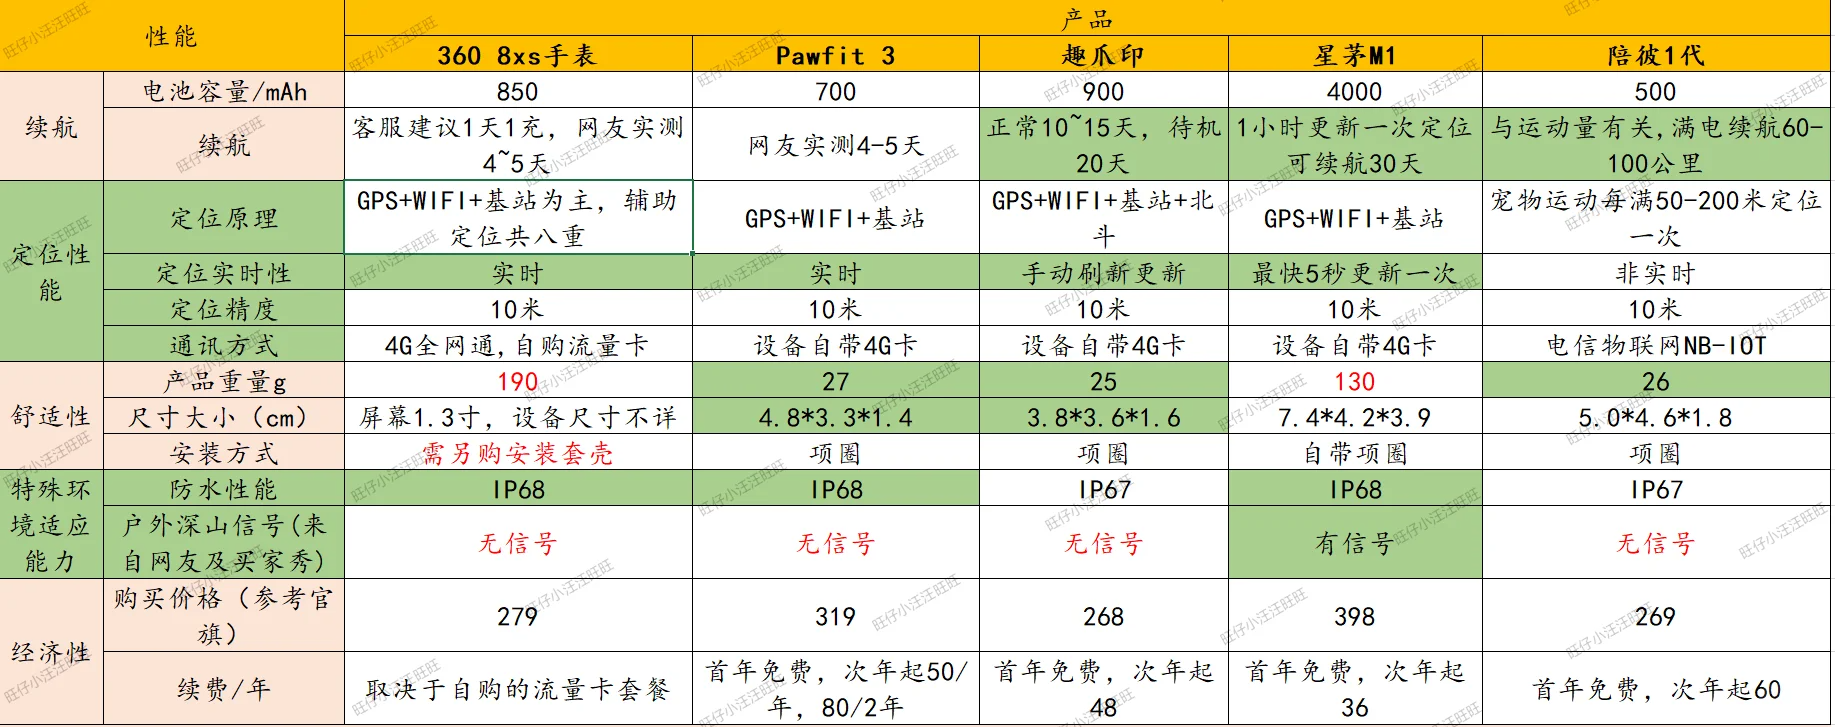 性能
产品
360 8xs手表
Pawfit 3
趣爪印
星茅M1
陪彼1代
续航
电池容量/mAh
850
700
900
4000
500
续航
客服建议1天1充，网友实测
4~5天
网友实测4-5天
正常10~15天，待机
20天
1小时更新一次定位
可续航30天
与运动量有关,满电续航60-
100公里
定位性
能
定位原理
GPS+WIFI+基站为主，辅助
定位共八重
GPS+WIFI+基站
GPS+WIFI+基站+北
斗
GPS+WIFI+基站
宠物运动每满50-200米定位
一次
定位实时性
实时
实时
手动刷新更新
最快5秒更新一次
非实时
定位精度
10米
10米
10米
10米
10米
通讯方式
4G全网通,自购流量卡
设备自带4G卡
设备自带4G卡
设备自带4G卡
电信物联网NB-IOT
舒适性
产品重量g
190
27
25
130
26
尺寸大小（cm）
屏幕1.3寸，设备尺寸不详
4.8*3.3*1.4
3.8*3.6*1.6
7.4*4.2*3.9
5.0*4.6*1.8
安装方式
需另购安装套壳
项圈
项圈
自带项圈
项圈
特殊环
境适应
能力
防水性能
IP68
IP68
IP67
IP68
IP67
户外深山信号(来
自网友及买家秀)
无信号
无信号
无信号
有信号
无信号
经济性
购买价格（参考官
旗）
279
319
268
398
269
续费/年
取决于自购的流量卡套餐
首年免费，次年起50/
年，80/2年
首年免费，次年起
48
首年免费，次年起
36
首年免费，次年起60
旺仔小汪汪旺旺